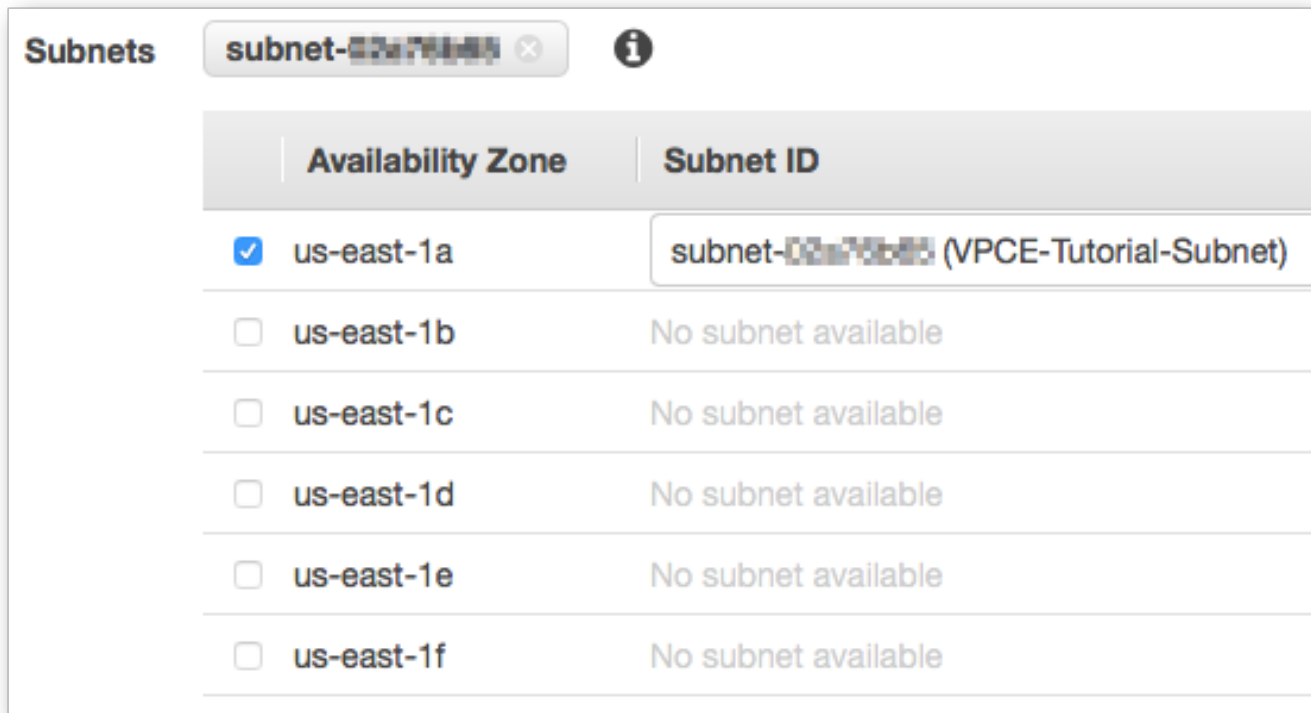 Subnets subnet-
Availability Zone Subnet ID
us-east-1a subnet- (VPCE-Tutorial-Subnet)
us-east-1b No subnet available
us-east-1c No subnet available
us-east-1d No subnet available
us-east-1e No subnet available
us-east-1f No subnet available